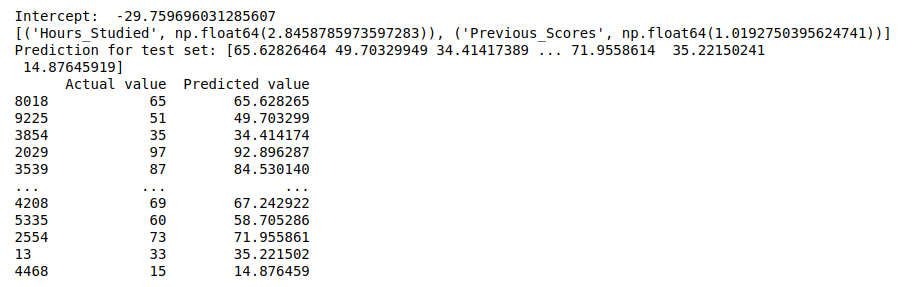 Intercept:  -29.759696031285607
[('Hours_Studied', np.float64(2.8458785973597283)), ('Previous_Scores', np.float64(1.0192750395624741))]
Prediction for test set: [65.62826464 49.70329949 34.41417389 ... 71.9558614  35.22150241
 14.87645919]
      Actual value  Predicted value
8018            65        65.628265
9225            51        49.703299
3854            35        34.414174
2029            97        92.896287
3539            87        84.530140
...            ...              ...
4208            69        67.242922
5335            60        58.705286
2554            73        71.955861
13              33        35.221502
4468            15        14.876459